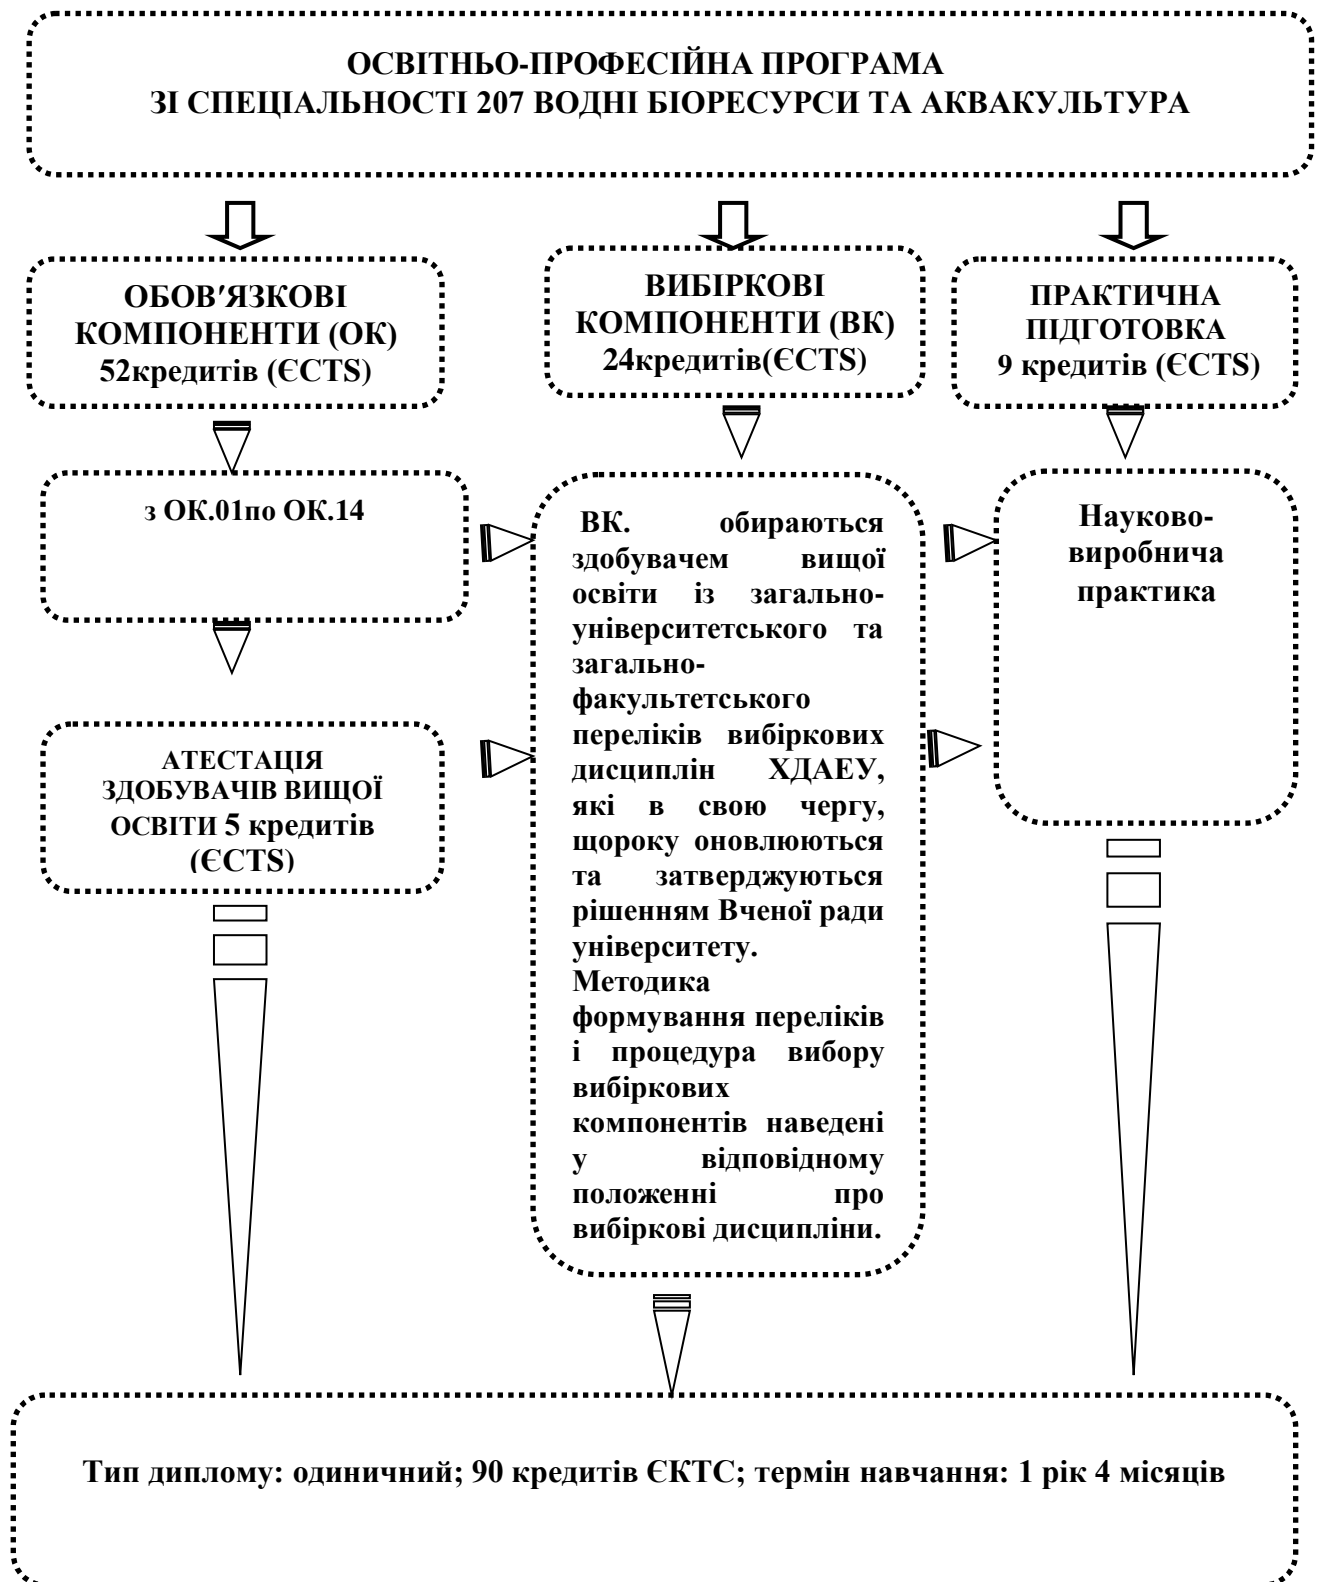 ОСВІТНЬО-ПРОФЕСІЙНА ПРОГРАМА
ЗІ СПЕЦІАЛЬНОСТІ 207 ВОДНІ БІОРЕСУРСИ ТА АКВАКУЛЬТУРА
ОБОВ'ЯЗКОВІ
КОМПОНЕНТИ (ОК)
52кредитів (ЄСТS)
ВИБІРКОВІ
КОМПОНЕНТИ (ВК)
24кредитів(ЄСТS)
ПРАКТИЧНА
ПІДГОТОВКА
9 кредитів (ЄСТS)
з ОК.01по ОК.14
АТЕСТАЦІЯ
ЗДОБУВАЧІВ ВИЩОЇ
ОСВІТИ 5 кредитів
(ЄСТS)
ВК. обираються
здобувачем вищої
освіти із загально-
університетського та
загально-
факультетського
переліків вибіркових
дисциплін ХДАЕУ,
які в свою чергу,
щороку оновлюються
та затверджуються
рішенням Вченої ради
університету.
Методика
формування переліків
і процедура вибору
вибіркових
компонентів наведені
у відповідному
положенні про
вибіркові дисципліни.
Науково-
виробнича
практика
Тип диплому: одиничний; 90 кредитів ЄКТС; термін навчання: 1 рік 4 місяців